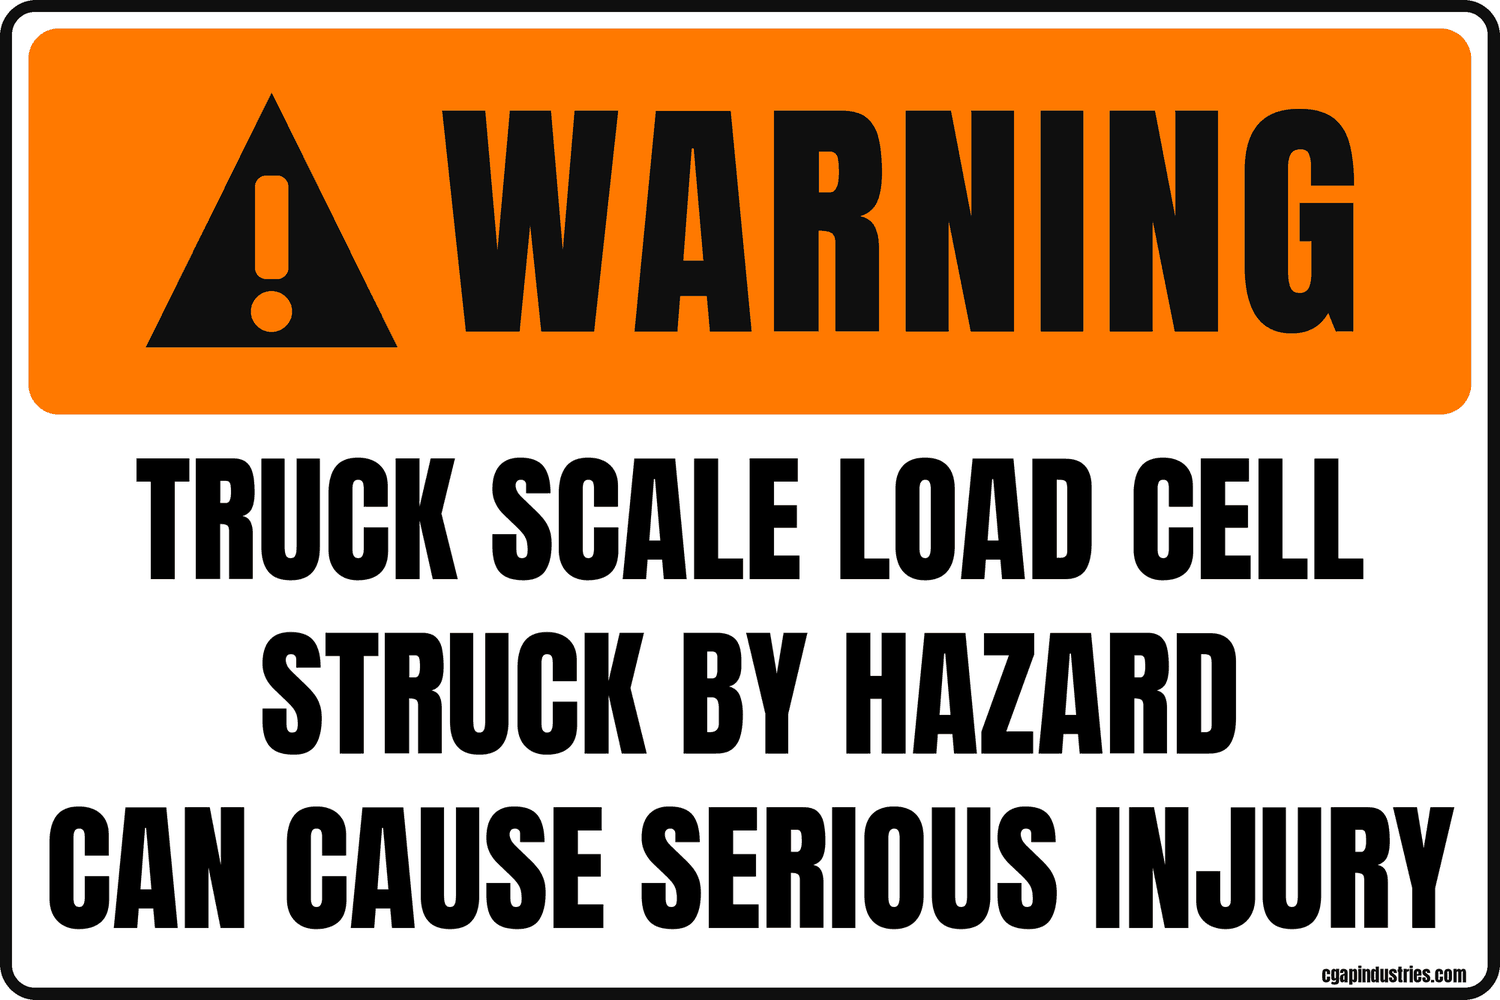 WARNING
TRUCK SCALE LOAD CELL
STRUCK BY HAZARD
CAN CAUSE SERIOUS INJURY
cgapindustries.com